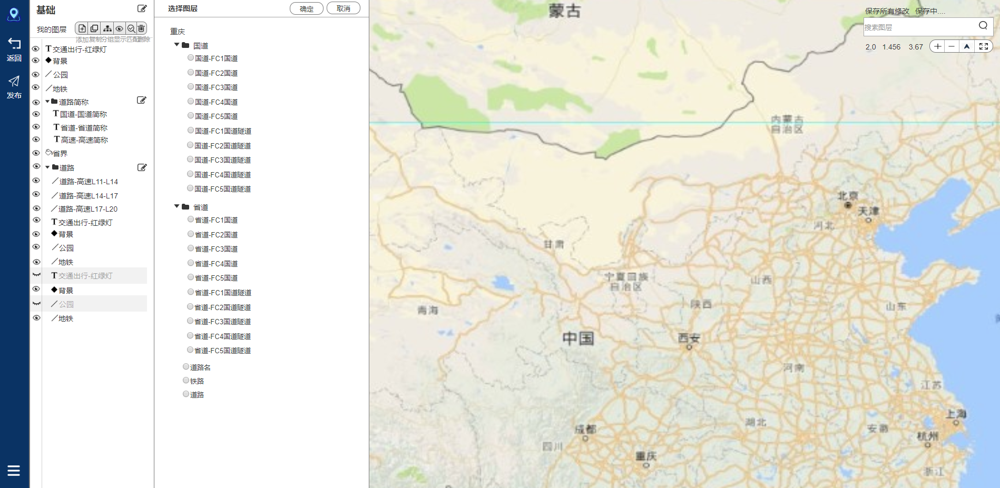 返回
发布
基础
我的图层
添加复制分组显示匹配删除
T交通出行-红绿灯
背景
公园
地铁
道路简称
T国道-国道简称
T省道-省道简称
T高速-高速简称
省界
道路
道路-高速L11-L14
道路-高速L14-L17
道路-高速L17-L20
T交通出行-红绿灯
背景
公园
地铁
T交通出行-红绿灯
背景
公园
地铁
选择图层
确定
取消
重庆
国道
国道-FC1国道
国道-FC2国道
国道-FC3国道
国道-FC4国道
国道-FC5国道
国道-FC1国道隧道
国道-FC2国道隧道
国道-FC3国道隧道
国道-FC4国道隧道
国道-FC5国道隧道
省道
省道-FC1国道
省道-FC2国道
省道-FC3国道
省道-FC4国道
省道-FC5国道
省道-FC1国道隧道
省道-FC2国道隧道
省道-FC3国道隧道
省道-FC4国道隧道
省道-FC5国道隧道
道路名
铁路
道路
保存所有修改 保存中....
搜索图层
2.0 1.456 3.67
蒙古
内蒙古
自治区
北京
天津
河北
甘肃
宁夏回族
自治区
山西
青海
陕西
山东
中国
西安
河南
江苏
上海
成都
湖北
安徽
杭州
四川
重庆
浙江